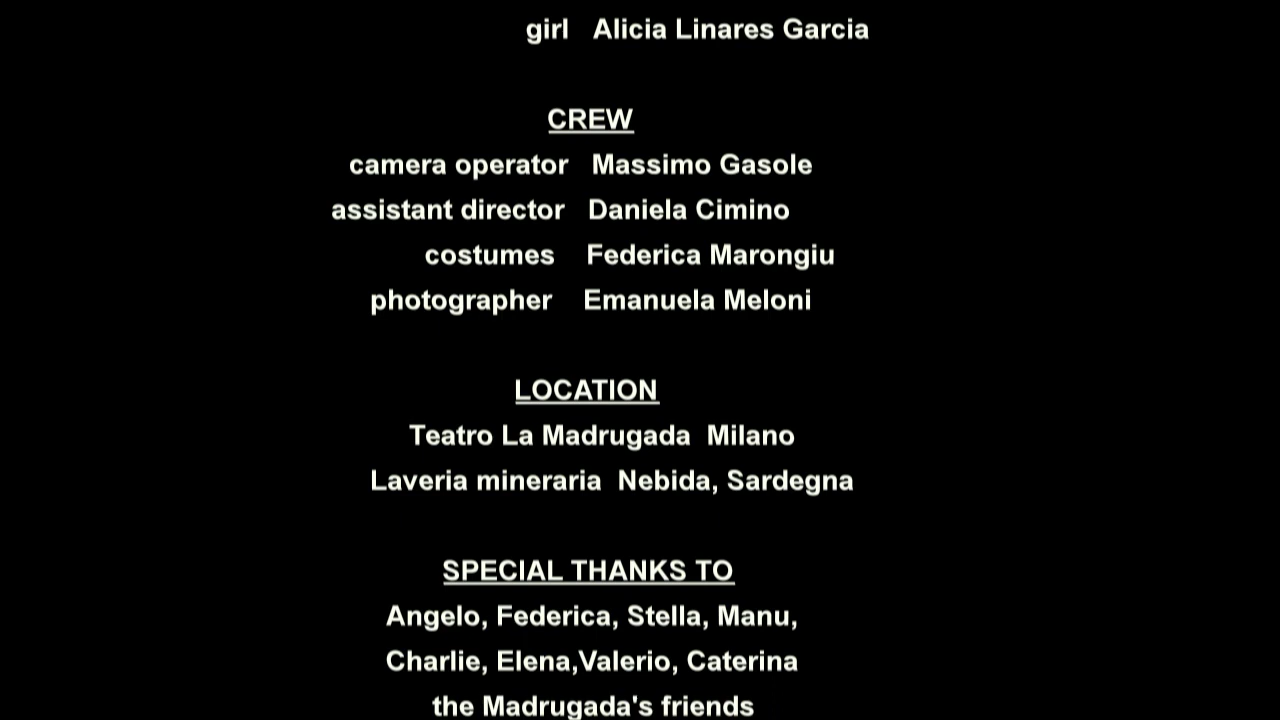 girl Alicia Linares Garcia
CREW
camera operator Massimo Gasole
assistant director Daniela Cimino
costumes Federica Marongiu
photographer Emanuela Meloni
LOCATION
Teatro La Madrugada Milano
Laveria mineraria Nebida, Sardegna
SPECIAL THANKS TO
Angelo, Federica, Stella, Manu,
Charlie, Elena,Valerio, Caterina
the Madrugada's friends